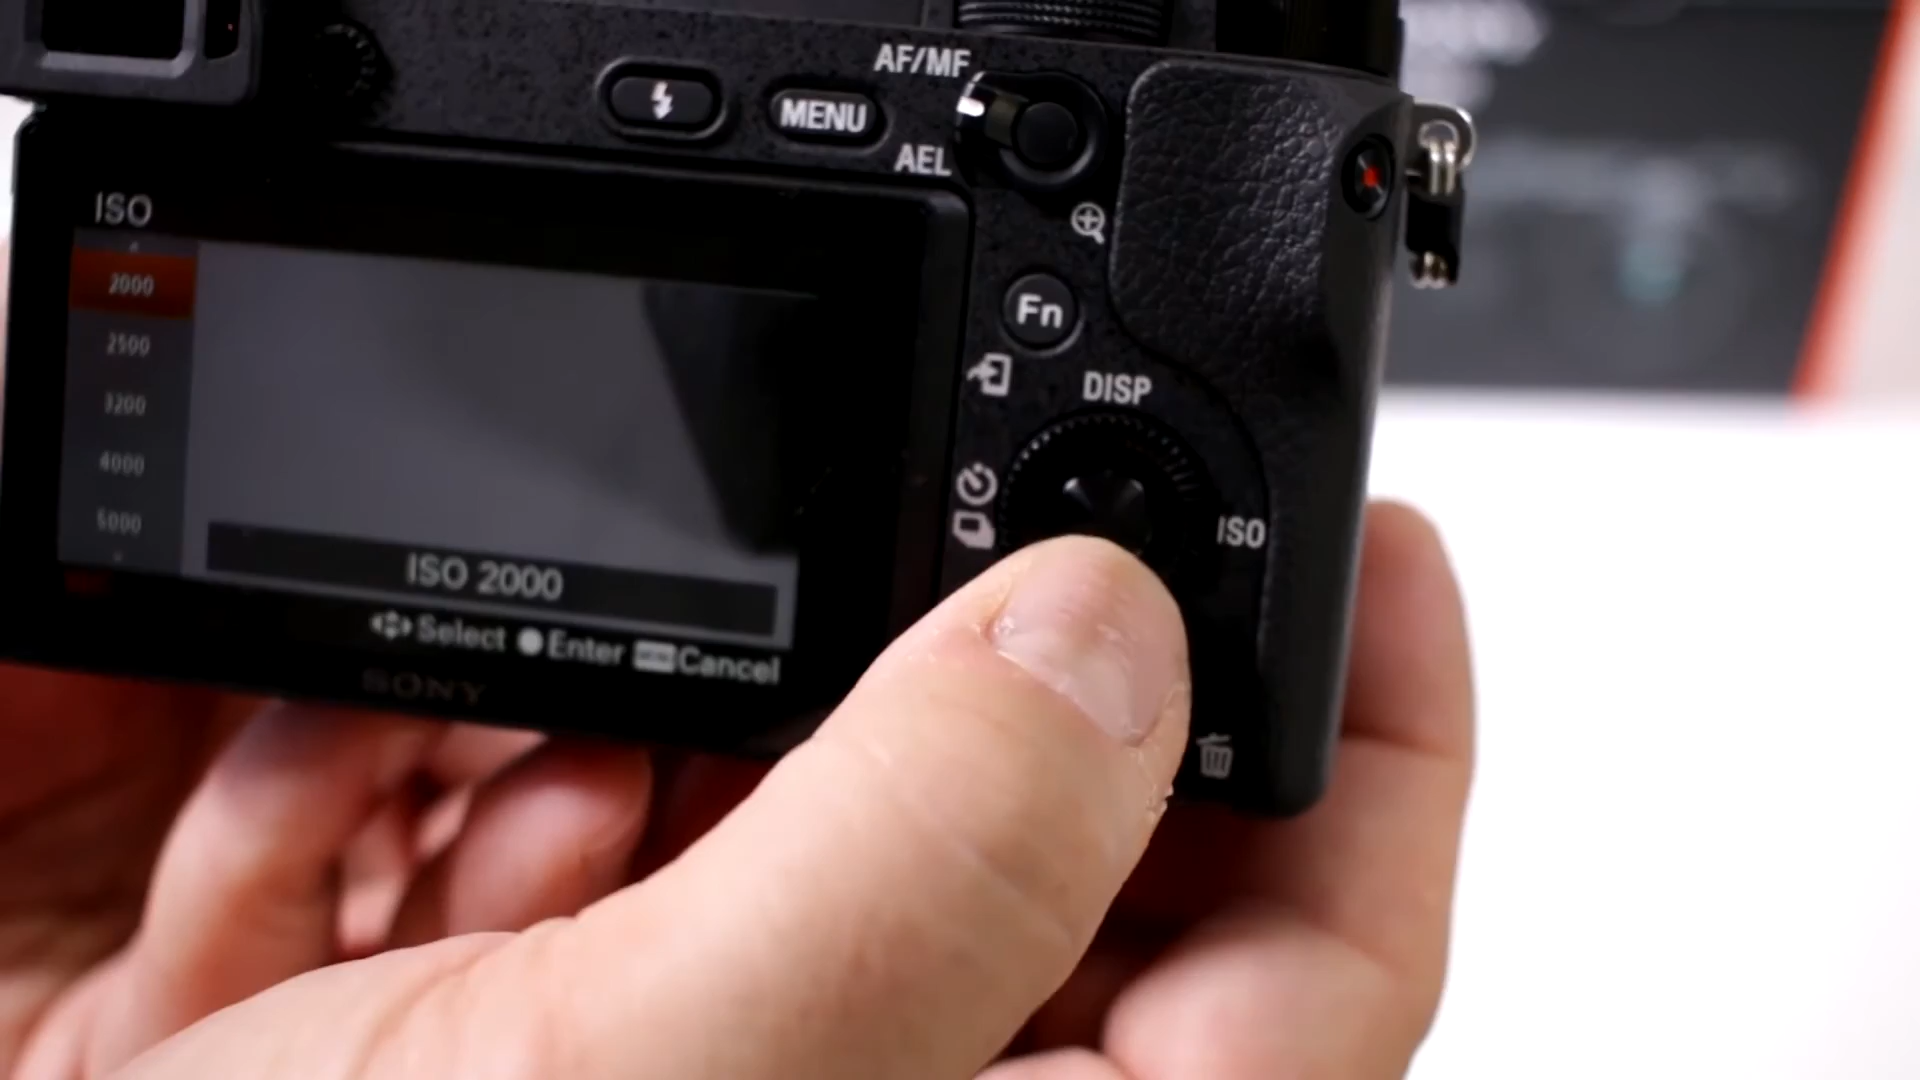 AF/MF
MENU
AEL
ISO
2000
2500
3200
4000
5000
ISO 2000
Select Enter Cancel
SONY
Fn
DISP
ISO